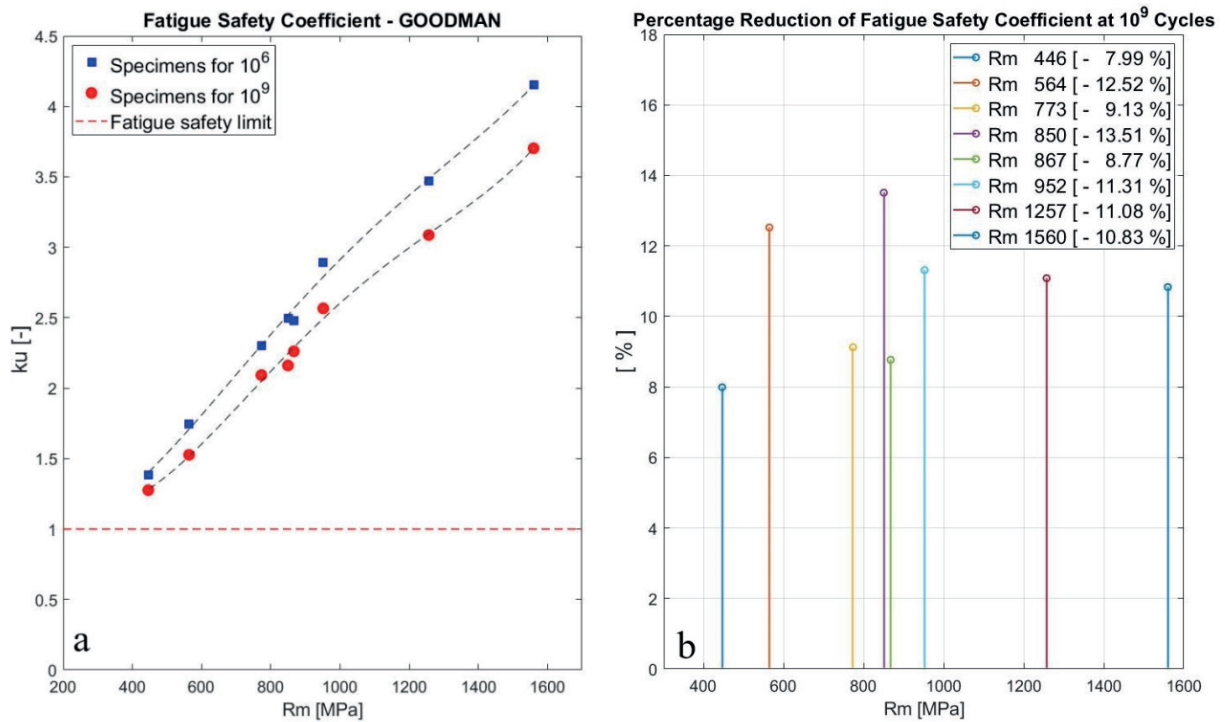 Fatigue Safety Coefficient - GOODMAN
4.5
4
3.5
3
2.5
2
1.5
1
0.5
0
ku [-]
Specimens for 10^6
Specimens for 10^9
Fatigue safety limit
a
200 400 600 800 1000 1200 1400 1600
Rm [MPa]
Percentage Reduction of Fatigue Safety Coefficient at 10^9 Cycles
18
16
14
12
10
8
6
4
2
0
[ % ]
Rm 446 [ - 7.99 %]
Rm 564 [ - 12.52 %]
Rm 773 [ - 9.13 %]
Rm 850 [ - 13.51 %]
Rm 867 [ - 8.77 %]
Rm 952 [ - 11.31 %]
Rm 1257 [ - 11.08 %]
Rm 1560 [ - 10.83 %]
b
400 600 800 1000 1200 1400 1600
Rm [MPa]